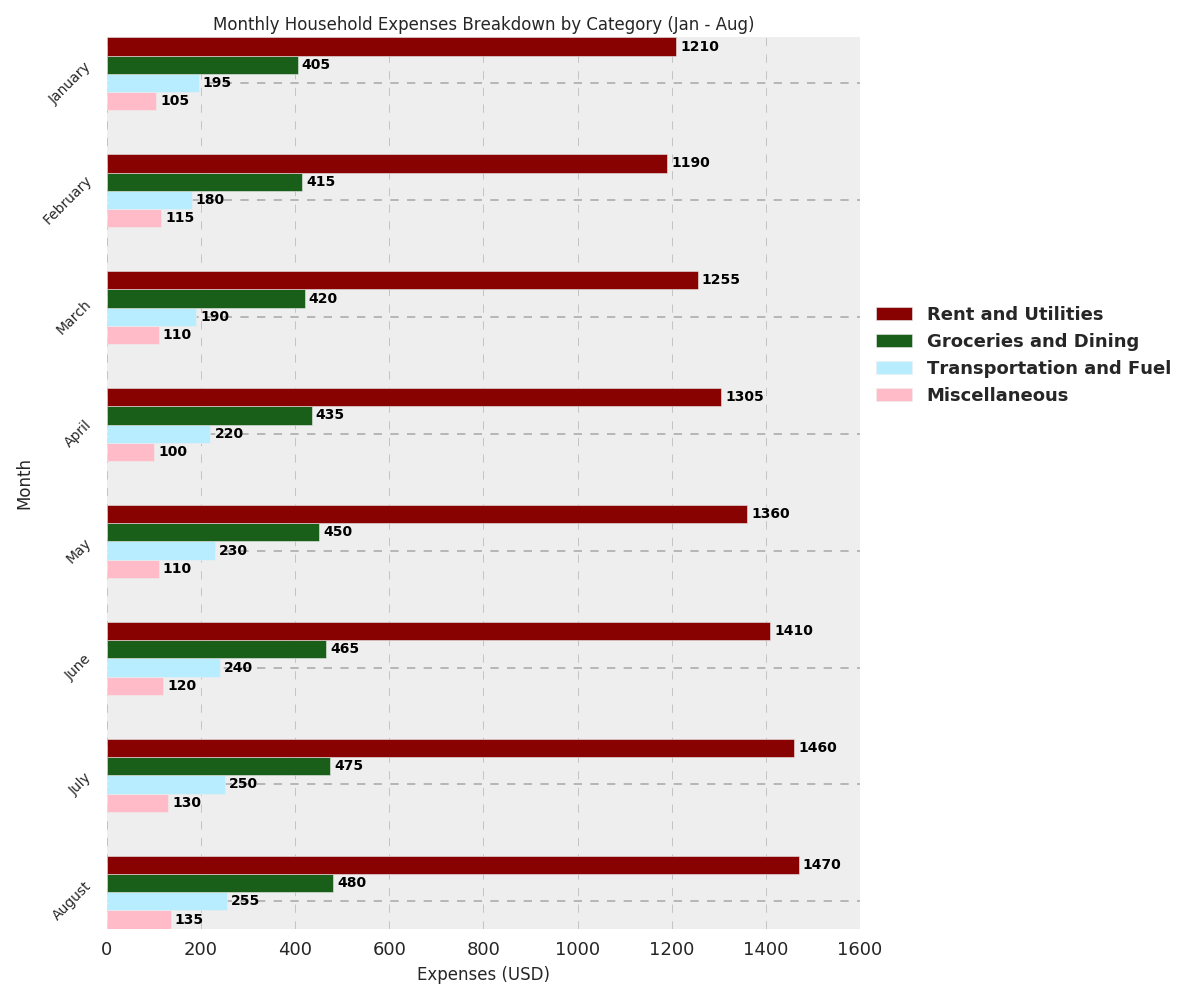 Monthly Household Expenses Breakdown by Category (Jan - Aug)
January
1210
405
195
105
February
1190
415
180
115
March
1255
420
190
110
April
1305
435
220
100
May
1360
450
230
110
June
1410
465
240
120
July
1460
475
250
130
August
1470
480
255
135
Month
0 200 400 600 800 1000 1200 1400 1600
Expenses (USD)
Rent and Utilities
Groceries and Dining
Transportation and Fuel
Miscellaneous